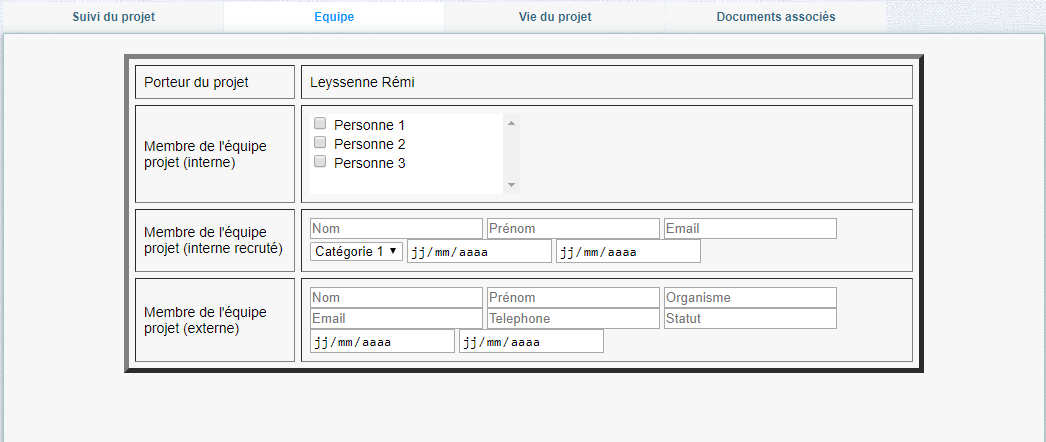 Suivi du projet Equipe Vie du projet Documents associés
Porteur du projet Leyssenne Rémi
Membre de l'équipe
projet (interne)
Personne 1
Personne 2
Personne 3
Membre de l'équipe
projet (interne recruté)
Nom Prénom Email
Catégorie 1 jj/mm/aaaa jj/mm/aaaa
Membre de l'équipe
projet (externe)
Nom Prénom Organisme
Email Telephone Statut
jj/mm/aaaa jj/mm/aaaa